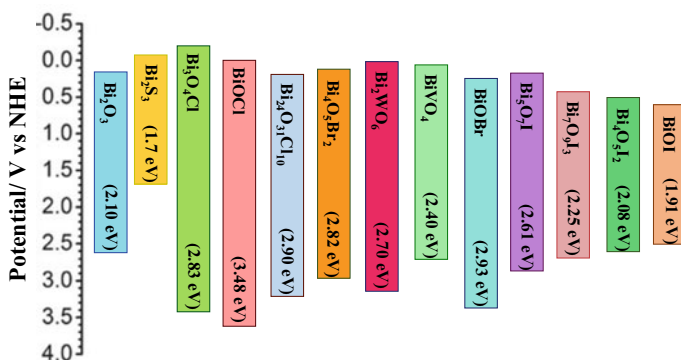 Potential/ V vs NHE
-0.5
0.0
0.5
1.0
1.5
2.0
2.5
3.0
3.5
4.0
Bi₂O₃ (2.10 eV)
Bi₂S₃ (1.7 eV)
Bi₃O₄Cl (2.83 eV)
BiOCl (3.48 eV)
Bi₂₄O₃₁Cl₁₀ (2.90 eV)
Bi₄O₅Br₂ (2.82 eV)
Bi₂WO₆ (2.70 eV)
BiVO₄ (2.40 eV)
BiOBr (2.93 eV)
Bi₅O₇I (2.61 eV)
Bi₇O₉I₃ (2.25 eV)
Bi₄O₅I₂ (2.08 eV)
BiOI (1.91 eV)